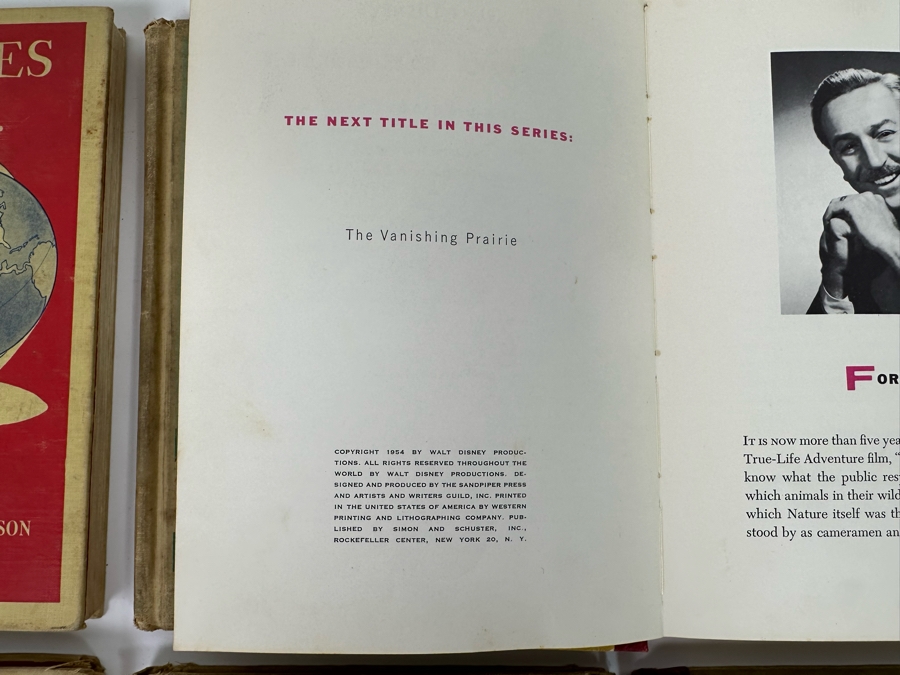 ES
SON
THE NEXT TITLE IN THIS SERIES:
The Vanishing Prairie
COPYRIGHT 1954 BY WALT DISNEY PRODUC-
TIONS. ALL RIGHTS RESERVED THROUGHOUT THE
WORLD BY WALT DISNEY PRODUCTIONS. DE-
SIGNED AND PRODUCED BY THE SANDPIPER PRESS
AND ARTISTS AND WRITERS GUILD, INC. PRINTED
IN THE UNITED STATES OF AMERICA BY WESTERN
PRINTING AND LITHOGRAPHING COMPANY. PUB-
LISHED BY SIMON AND SCHUSTER, INC.,
ROCKEFELLER CENTER, NEW YORK 20, N. Y.
FOR
IT IS NOW more than five yea
True-Life Adventure film, “
know what the public resp
which animals in their wild
which Nature itself was th
stood by as cameramen an